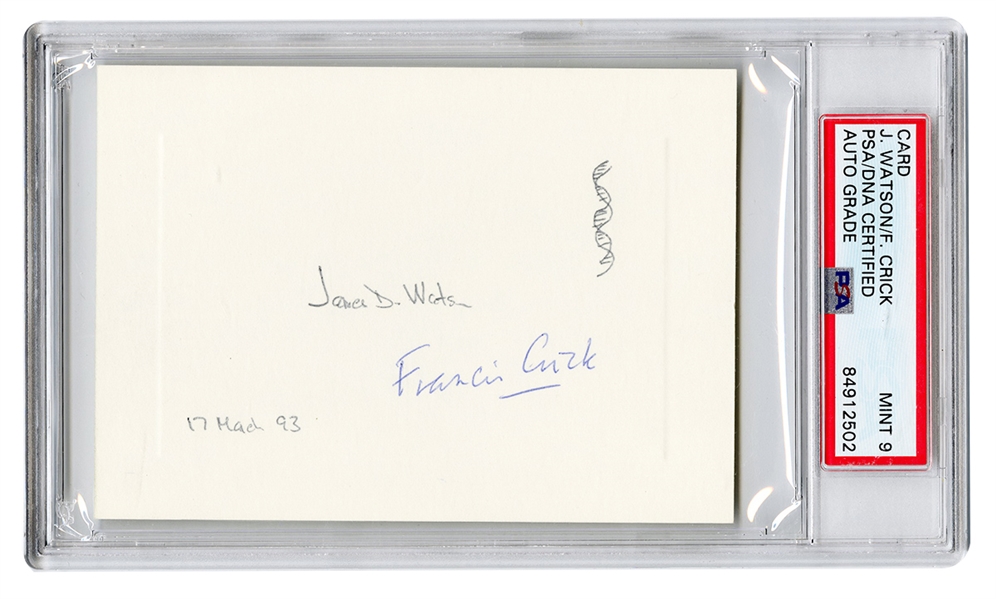 James D. Watson
Francis Crick
17 March 93
CARD
J. WATSON/F. CRICK
PSA/DNA CERTIFIED
AUTO GRADE
MINT 9
84912502
PSA